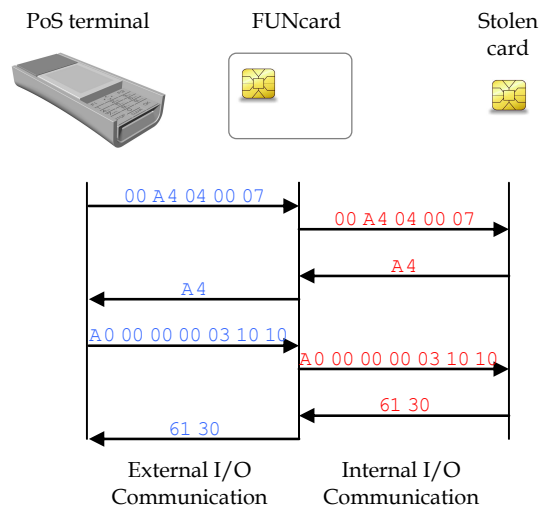 PoS terminal
FUNcard
Stolen
card
00 A4 04 00 07
00 A4 04 00 07
A4
A4
A0 00 00 00 03 10 10
A0 00 00 00 03 10 10
61 30
61 30
External I/O
Communication
Internal I/O
Communication